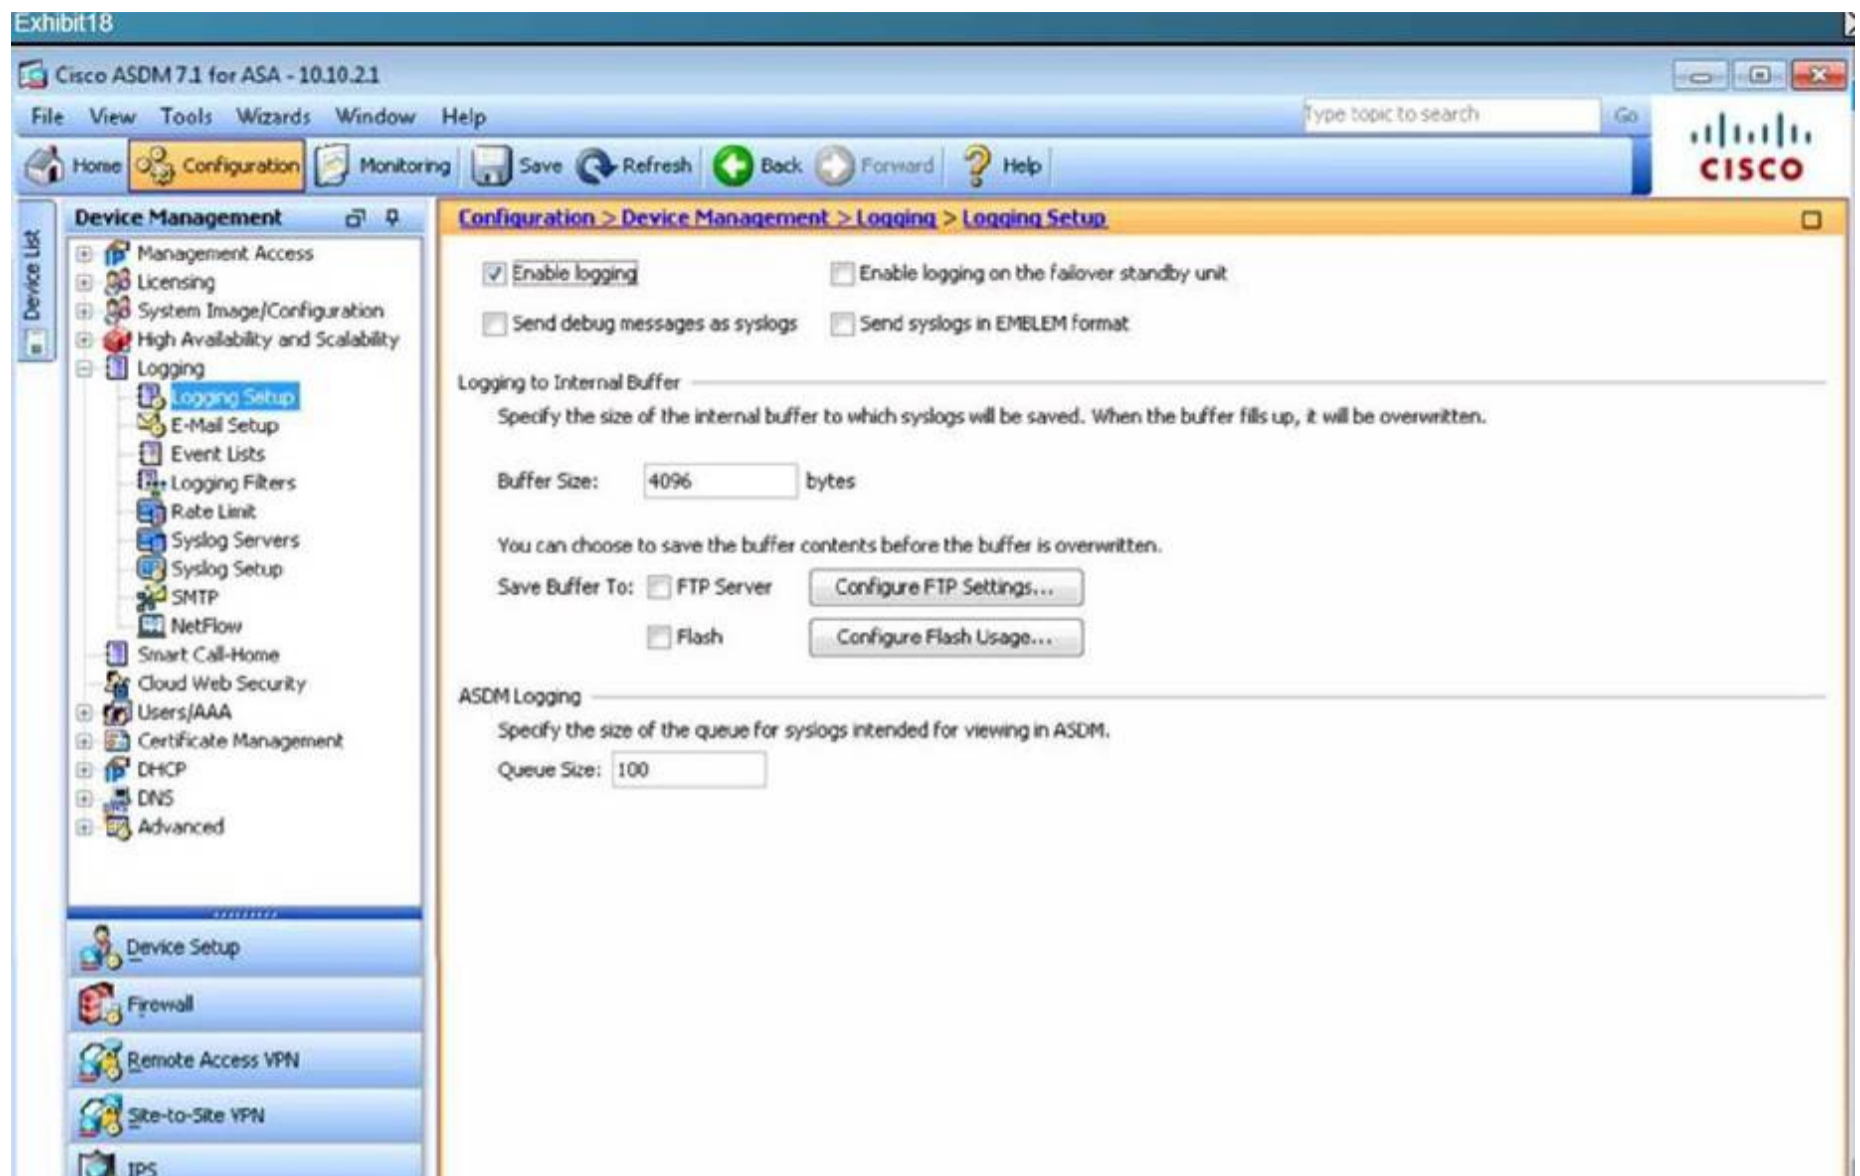 Exhibit18
Cisco ASDM 7.1 for ASA - 10.10.2.1
File View Tools Wizards Window Help
Type topic to search Go
Home Configuration Monitoring Save Refresh Back Forward Help
CISCO
Device List
Device Management
Management Access
Licensing
System Image/Configuration
High Availability and Scalability
Logging
Logging Setup
E-Mail Setup
Event Lists
Logging Filters
Rate Limit
Syslog Servers
Syslog Setup
SMTP
NetFlow
Smart Call-Home
Cloud Web Security
Users/AAA
Certificate Management
DHCP
DNS
Advanced
Device Setup
Firewall
Remote Access VPN
Site-to-Site VPN
IPS
Configuration > Device Management > Logging > Logging Setup
Enable logging Enable logging on the failover standby unit
Send debug messages as syslogs Send syslogs in EMBLEM format
Logging to Internal Buffer
Specify the size of the internal buffer to which syslogs will be saved. When the buffer fills up, it will be overwritten.
Buffer Size: 4096 bytes
You can choose to save the buffer contents before the buffer is overwritten.
Save Buffer To: FTP Server Configure FTP Settings...
Flash Configure Flash Usage...
ASDM Logging
Specify the size of the queue for syslogs intended for viewing in ASDM.
Queue Size: 100